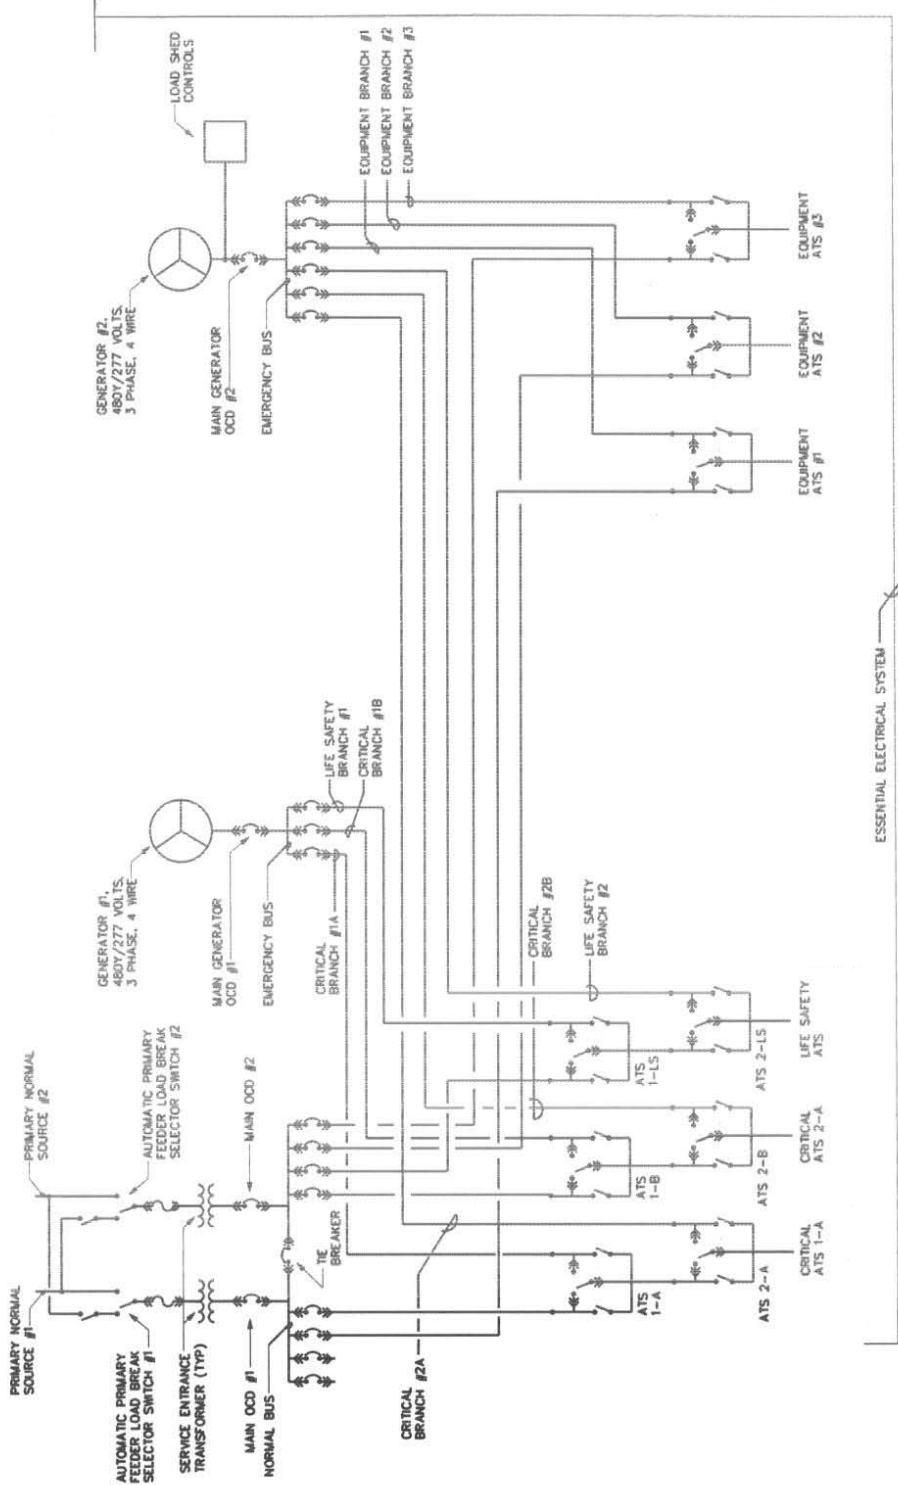 PRIMARY NORMAL
SOURCE #1
PRIMARY NORMAL
SOURCE #2
GENERATOR #1,
480Y/277 VOLTS,
3 PHASE, 4 WIRE
GENERATOR #2,
480Y/277 VOLTS,
3 PHASE, 4 WIRE
LOAD SHED
CONTROLS
AUTOMATIC PRIMARY
FEEDER LOAD BREAK
SELECTOR SWITCH #1
AUTOMATIC PRIMARY
FEEDER LOAD BREAK
SELECTOR SWITCH #2
SERVICE ENTRANCE
TRANSFORMER (TYP)
MAIN OCD #1
NORMAL BUS
MAIN OCD #2
MAIN GENERATOR
OCD #1
EMERGENCY BUS
MAIN GENERATOR
OCD #2
EMERGENCY BUS
TIE
BREAKER
CRITICAL
BRANCH #1A
LIFE SAFETY
BRANCH #1
CRITICAL
BRANCH #1B
EQUIPMENT BRANCH #1
EQUIPMENT BRANCH #2
EQUIPMENT BRANCH #3
CRITICAL
BRANCH #2A
CRITICAL
BRANCH #2B
LIFE SAFETY
BRANCH #2
ATS
1-A
ATS
1-B
ATS
1-LS
ATS 2-A
ATS 2-B
ATS 2-LS
CRITICAL
ATS 1-A
CRITICAL
ATS 2-A
LIFE SAFETY
ATS
EQUIPMENT
ATS #1
EQUIPMENT
ATS #2
EQUIPMENT
ATS #3
ESSENTIAL ELECTRICAL SYSTEM